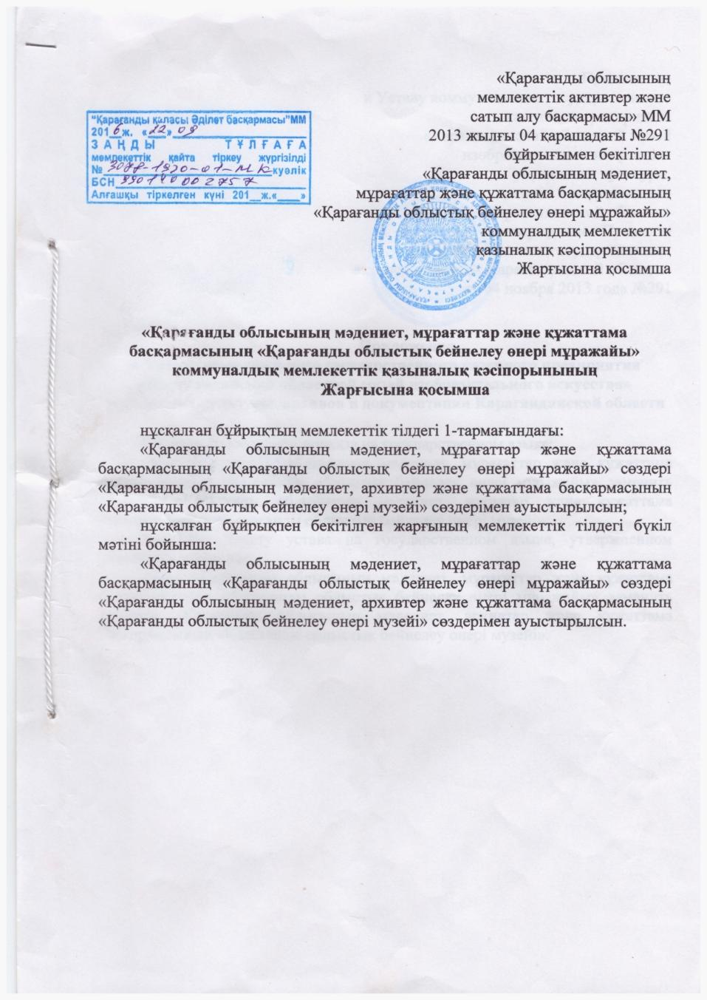 «Қарағанды облысының
мемлекеттік активтер және
сатып алу басқармасы» ММ
2013 жылғы 04 қарашадағы №291
бұйрығымен бекітілген
«Қарағанды облысының мәдениет,
мұрағаттар және құжаттама басқармасының
«Қарағанды облыстық бейнелеу өнері мұражайы»
коммуналдық мемлекеттік
қазыналық кәсіпорынының
Жарғысына қосымша
"Қарағанды қаласы Әділет басқармасы"ММ
2016 ж. «22» 09
ЗАҢДЫ ТҰЛҒАҒА
мемлекеттік қайта тіркеу жүргізілді
№ 3078-1930-01-МК куәлік
БСН 990140002757
Алғашқы тіркелген күні 201__ж.«____»
«Қарағанды облысының мәдениет, мұрағаттар және құжаттама
басқармасының «Қарағанды облыстық бейнелеу өнері мұражайы»
коммуналдық мемлекеттік қазыналық кәсіпорынының
Жарғысына қосымша
нұсқалған бұйрықтың мемлекеттік тілдегі 1-тармағындағы:
«Қарағанды облысының мәдениет, мұрағаттар және құжаттама
басқармасының «Қарағанды облыстық бейнелеу өнері мұражайы» сөздері
«Қарағанды облысының мәдениет, архивтер және құжаттама басқармасының
«Қарағанды облыстық бейнелеу өнері музейі» сөздерімен ауыстырылсын;
нұсқалған бұйрықпен бекітілген жарғының мемлекеттік тілдегі бүкіл
мәтіні бойынша:
«Қарағанды облысының мәдениет, мұрағаттар және құжаттама
басқармасының «Қарағанды облыстық бейнелеу өнері мұражайы» сөздері
«Қарағанды облысының мәдениет, архивтер және құжаттама басқармасының
«Қарағанды облыстық бейнелеу өнері музейі» сөздерімен ауыстырылсын.